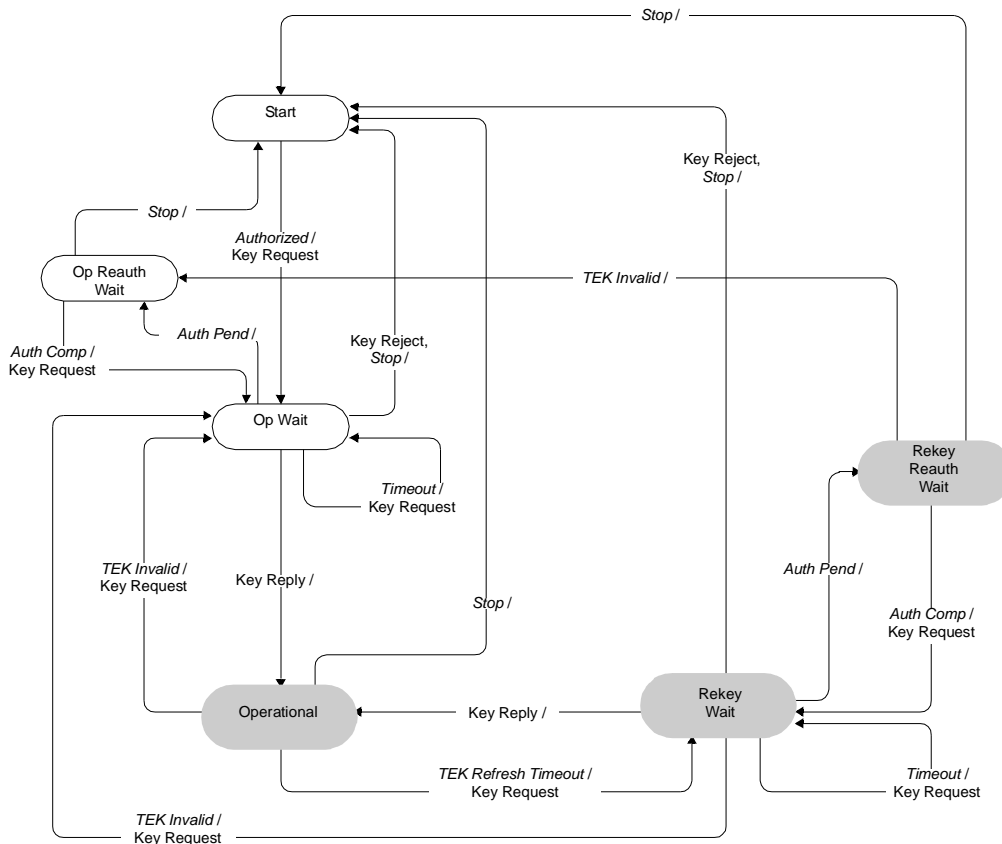 Stop /
Start
Key Reject,
Stop /
Stop /
Authorized /
Key Request
Op Reauth
Wait
TEK Invalid /
Auth Pend /
Key Reject,
Stop /
Auth Comp /
Key Request
Op Wait
Rekey
Reauth
Wait
Timeout /
Key Request
TEK Invalid /
Key Request
Key Reply /
Auth Pend /
Stop /
Auth Comp /
Key Request
Operational
Key Reply /
Rekey
Wait
TEK Refresh Timeout /
Key Request
Timeout /
Key Request
TEK Invalid /
Key Request